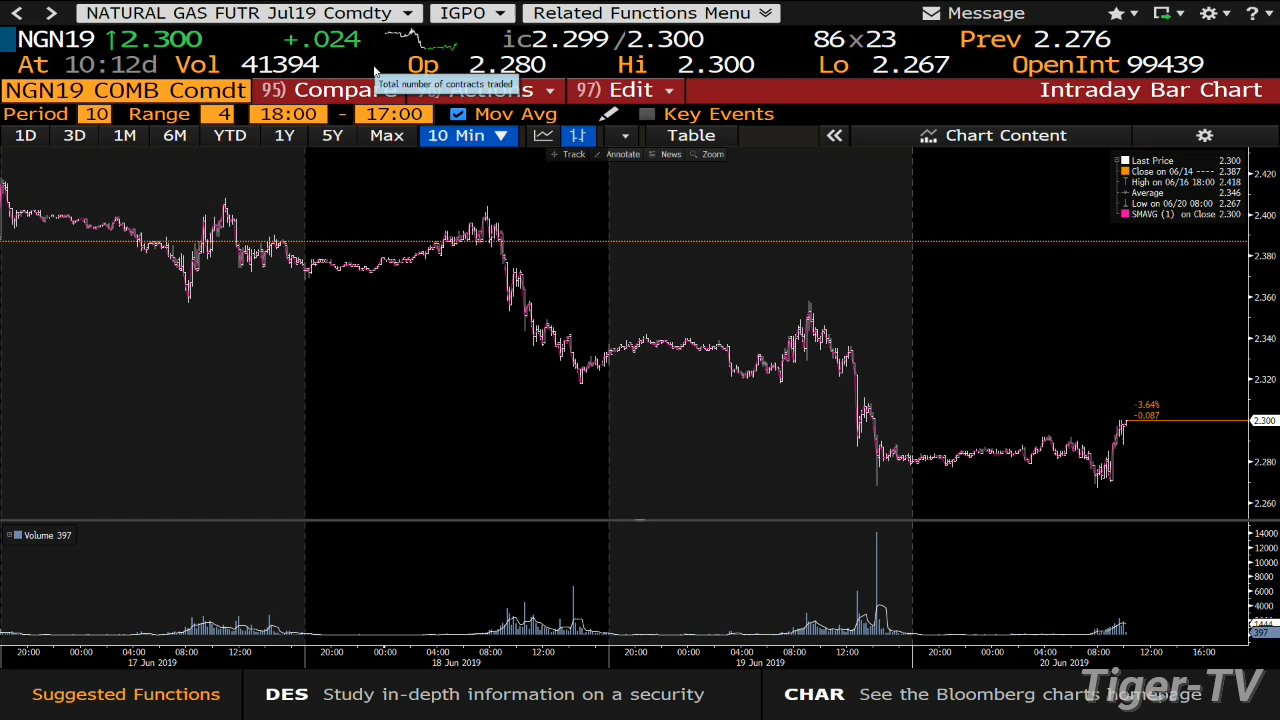 NATURAL GAS FUTR Jul19 Comdty IGPO Related Functions Menu Message
NGN19 ↑2.300 +.024 ic2.299 /2.300 86x23 Prev 2.276
At 10:12d Vol 41394 Op 2.280 Hi 2.300 Lo 2.267 OpenInt 99439
Total number of contracts traded
NGN19 COMB Comdt 95) Compare Actions 97) Edit Intraday Bar Chart
Period 10 Range 4 18:00 - 17:00 Mov Avg Key Events
1D 3D 1M 6M YTD 1Y 5Y Max 10 Min ▼ Table Chart Content
Track Annotate News Zoom
Last Price 2.300
Close on 06/14 ---- 2.387
High on 06/16 18:00 2.418
Average 2.346
Low on 06/20 08:00 2.267
SMAVG (1) on Close 2.300
2.420
2.400
2.380
2.360
2.340
2.320
-3.64%
-0.087
2.300
2.280
2.260
Volume 397
14000
12000
10000
8000
6000
4000
1444
397
20:00 00:00 04:00 08:00 12:00 20:00 00:00 04:00 08:00 12:00 20:00 00:00 04:00 08:00 12:00 20:00 00:00 04:00 08:00 12:00 16:00
17 Jun 2019 18 Jun 2019 19 Jun 2019 20 Jun 2019
Suggested Functions DES Study in-depth information on a security CHAR See the Bloomberg charts homepage
Tiger-TV